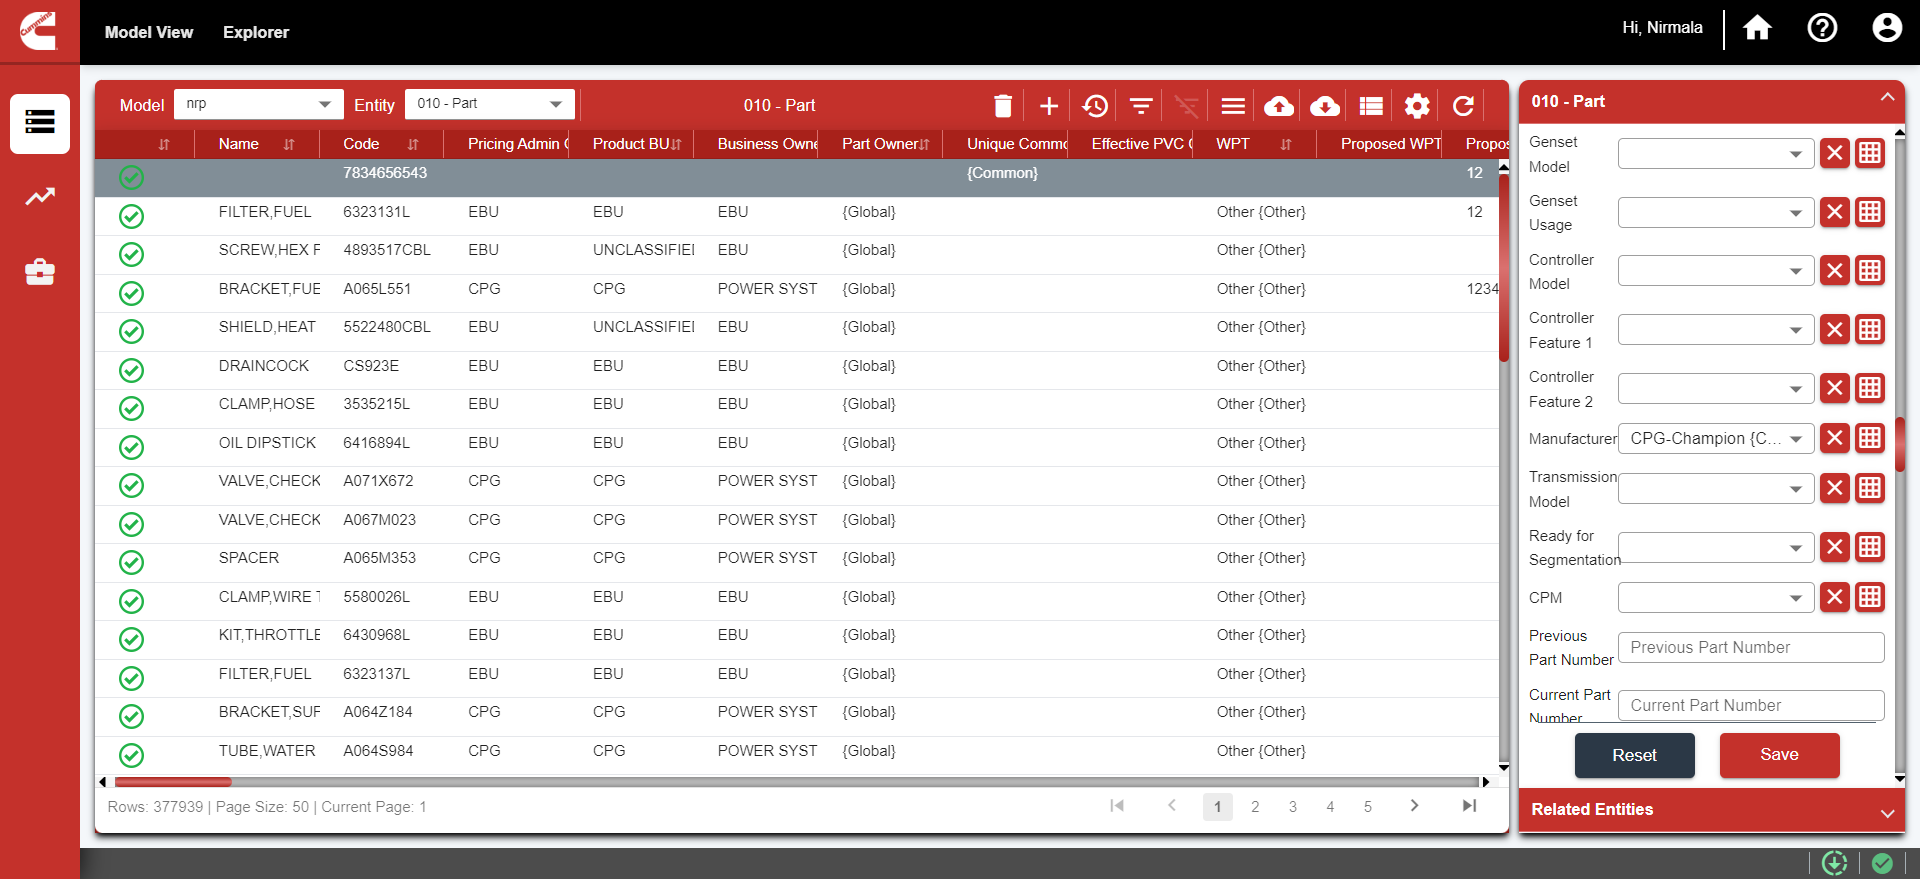 Cummins
Model View Explorer Hi, Nirmala
Model nrp Entity 010 - Part 010 - Part
Name Code Pricing Admin Product BU Business Owne Part Owner Unique Commo Effective PVC WPT Proposed WPT Propos
7834656543 {Common} 12
FILTER,FUEL 6323131L EBU EBU EBU {Global} Other {Other} 12
SCREW,HEX F 4893517CBL EBU UNCLASSIFIE EBU {Global} Other {Other}
BRACKET,FUE A065L551 CPG CPG POWER SYST {Global} Other {Other} 1234
SHIELD,HEAT 5522480CBL EBU UNCLASSIFIE EBU {Global} Other {Other}
DRAINCOCK CS923E EBU EBU EBU {Global} Other {Other}
CLAMP,HOSE 3535215L EBU EBU EBU {Global} Other {Other}
OIL DIPSTICK 6416894L EBU EBU EBU {Global} Other {Other}
VALVE,CHECK A071X672 CPG CPG POWER SYST {Global} Other {Other}
VALVE,CHECK A067M023 CPG CPG POWER SYST {Global} Other {Other}
SPACER A065M353 CPG CPG POWER SYST {Global} Other {Other}
CLAMP,WIRE T 5580026L EBU EBU EBU {Global} Other {Other}
KIT,THROTTLE 6430968L EBU EBU EBU {Global} Other {Other}
FILTER,FUEL 6323137L EBU EBU EBU {Global} Other {Other}
BRACKET,SUF A064Z184 CPG CPG POWER SYST {Global} Other {Other}
TUBE,WATER A064S984 CPG CPG POWER SYST {Global} Other {Other}
Rows: 377939 | Page Size: 50 | Current Page: 1 1 2 3 4 5
010 - Part
Genset
Model
Genset
Usage
Controller
Model
Controller
Feature 1
Controller
Feature 2
Manufacturer CPG-Champion {C...
Transmission
Model
Ready for
Segmentation
CPM
Previous
Part Number Previous Part Number
Current Part
Number Current Part Number
Reset Save
Related Entities